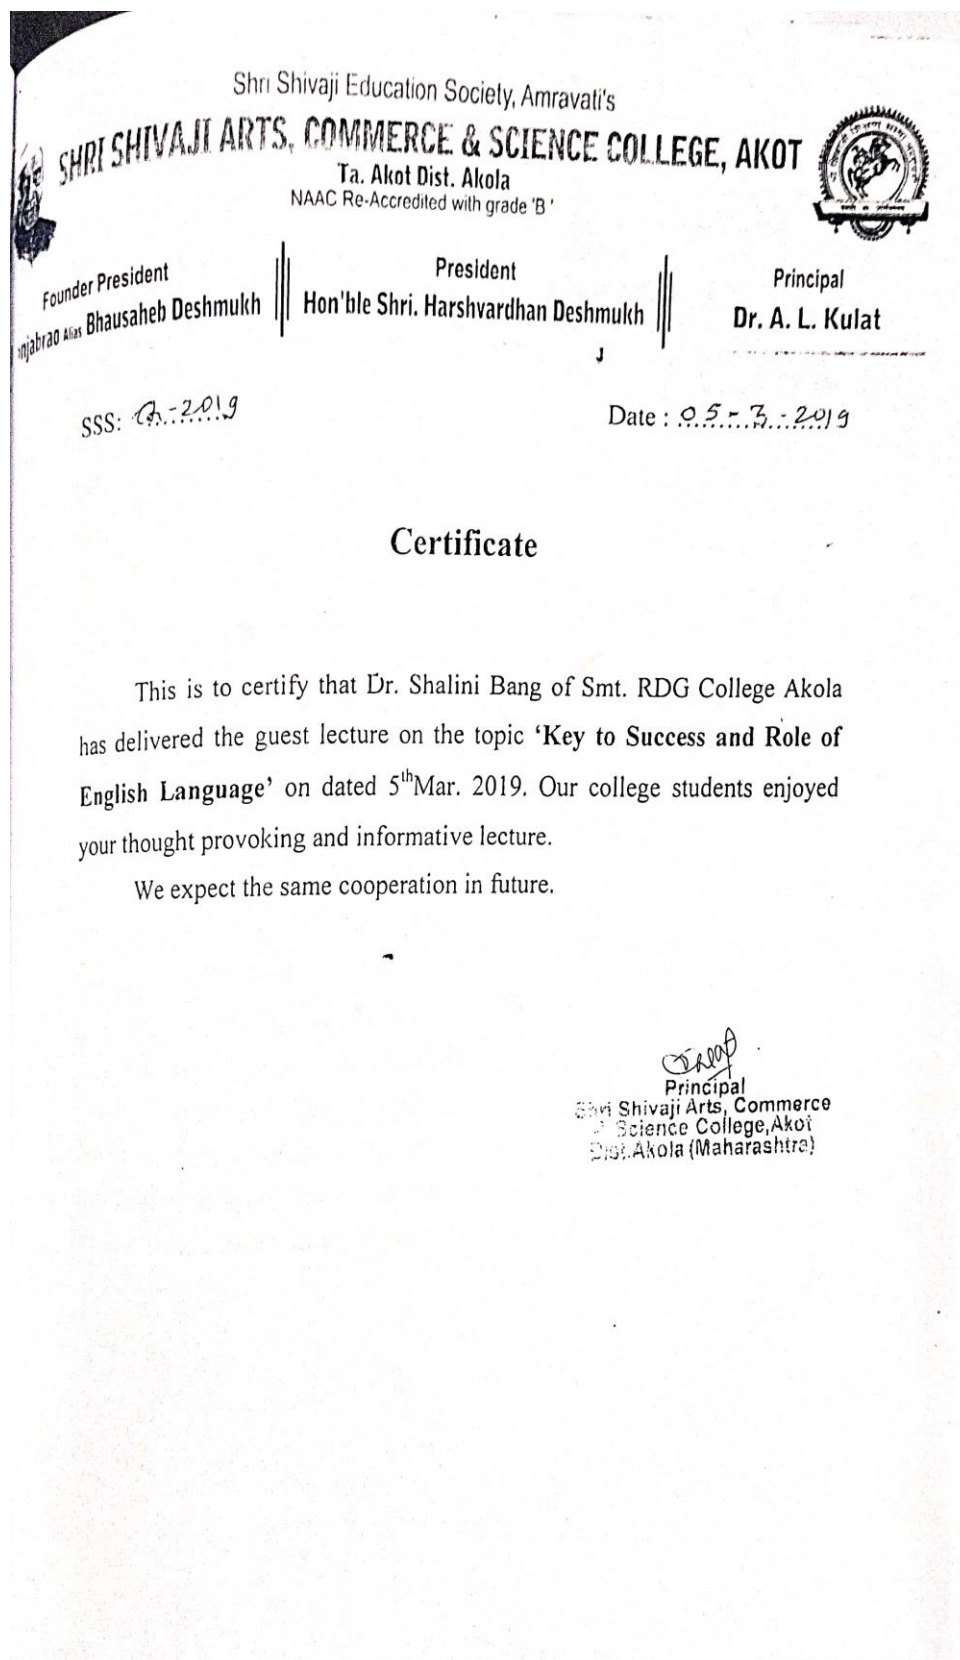 Shri Shivaji Education Society, Amravati's
SHRI SHIVAJI ARTS, COMMERCE & SCIENCE COLLEGE, AKOT
Ta. Akot Dist. Akola
NAAC Re-Accredited with grade 'B'
Founder President
Alias Bhausaheb Deshmukh
President
Hon'ble Shri. Harshvardhan Deshmukh
Principal
Dr. A. L. Kulat
SSS: -2019
Date : 05-3-2019
Certificate
This is to certify that Dr. Shalini Bang of Smt. RDG College Akola
has delivered the guest lecture on the topic ‘Key to Success and Role of
English Language’ on dated 5thMar. 2019. Our college students enjoyed
your thought provoking and informative lecture.
We expect the same cooperation in future.
Principal
Shri Shivaji Arts, Commerce
Science College,Akot
Dist.Akola (Maharashtra)